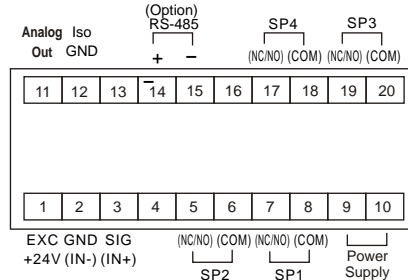 (Option)
Analog Iso RS-485 SP4 SP3
Out GND + − (NC/NO) (COM) (NC/NO) (COM)
11 12 13 14 15 16 17 18 19 20
1 2 3 4 5 6 7 8 9 10
EXC GND SIG (NC/NO) (COM) (NC/NO) (COM)
+24V (IN-) (IN+) SP2 SP1 Power
Supply